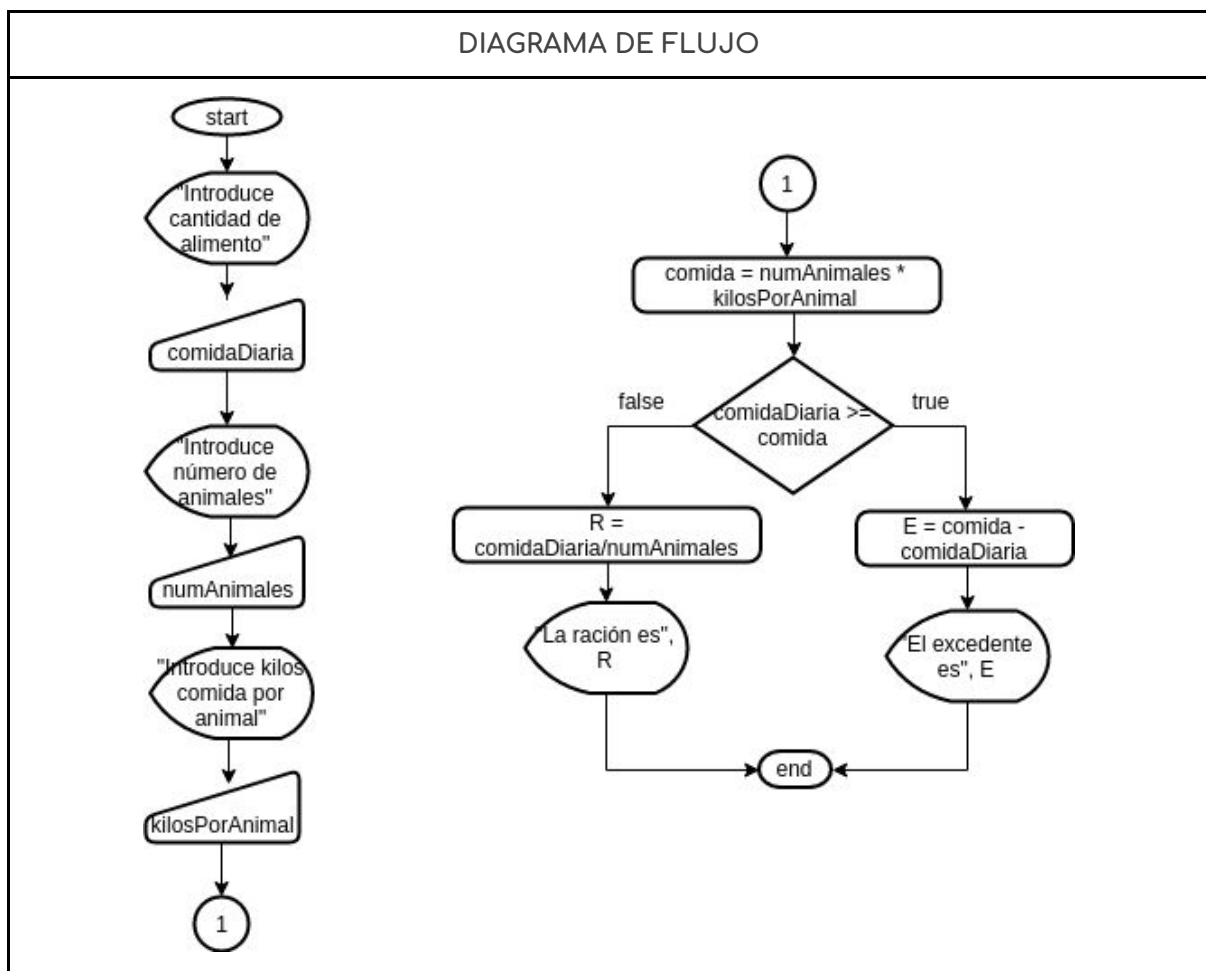 DIAGRAMA DE FLUJO
start
"Introduce
cantidad de
alimento"
comidaDiaria
"Introduce
número de
animales"
numAnimales
"Introduce kilos
comida por
animal"
kilosPorAnimal
1
1
comida = numAnimales *
kilosPorAnimal
comidaDiaria >=
comida
false
true
R =
comidaDiaria/numAnimales
"La ración es",
R
E = comida -
comidaDiaria
"El excedente
es", E
end